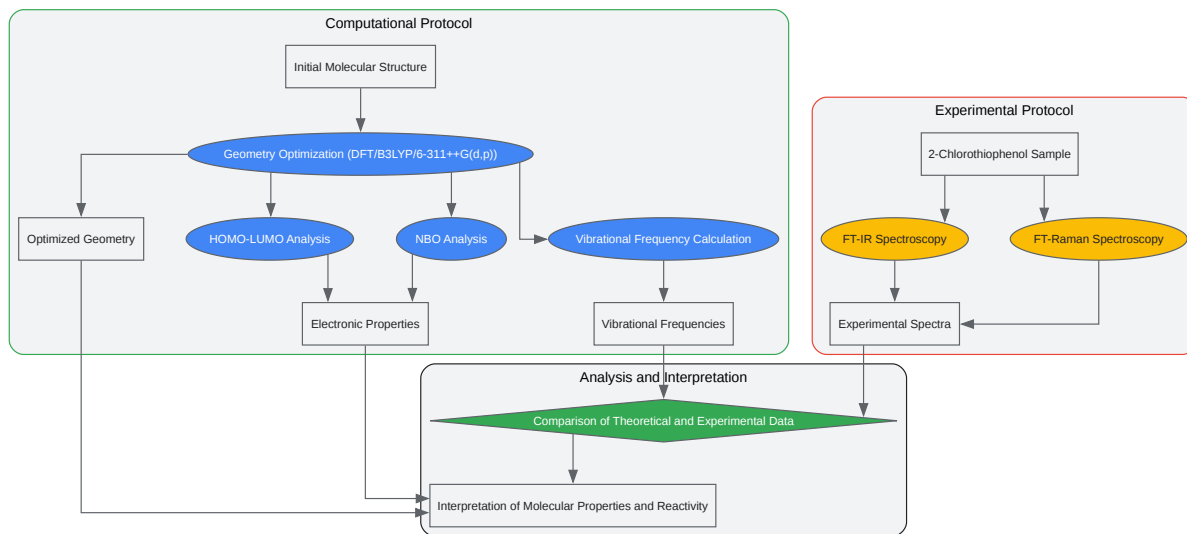 Computational Protocol
Initial Molecular Structure
Geometry Optimization (DFT/B3LYP/6-311++G(d,p))
Optimized Geometry
HOMO-LUMO Analysis
NBO Analysis
Vibrational Frequency Calculation
Electronic Properties
Vibrational Frequencies
Experimental Protocol
2-Chlorothiophenol Sample
FT-IR Spectroscopy
FT-Raman Spectroscopy
Experimental Spectra
Analysis and Interpretation
Comparison of Theoretical and Experimental Data
Interpretation of Molecular Properties and Reactivity